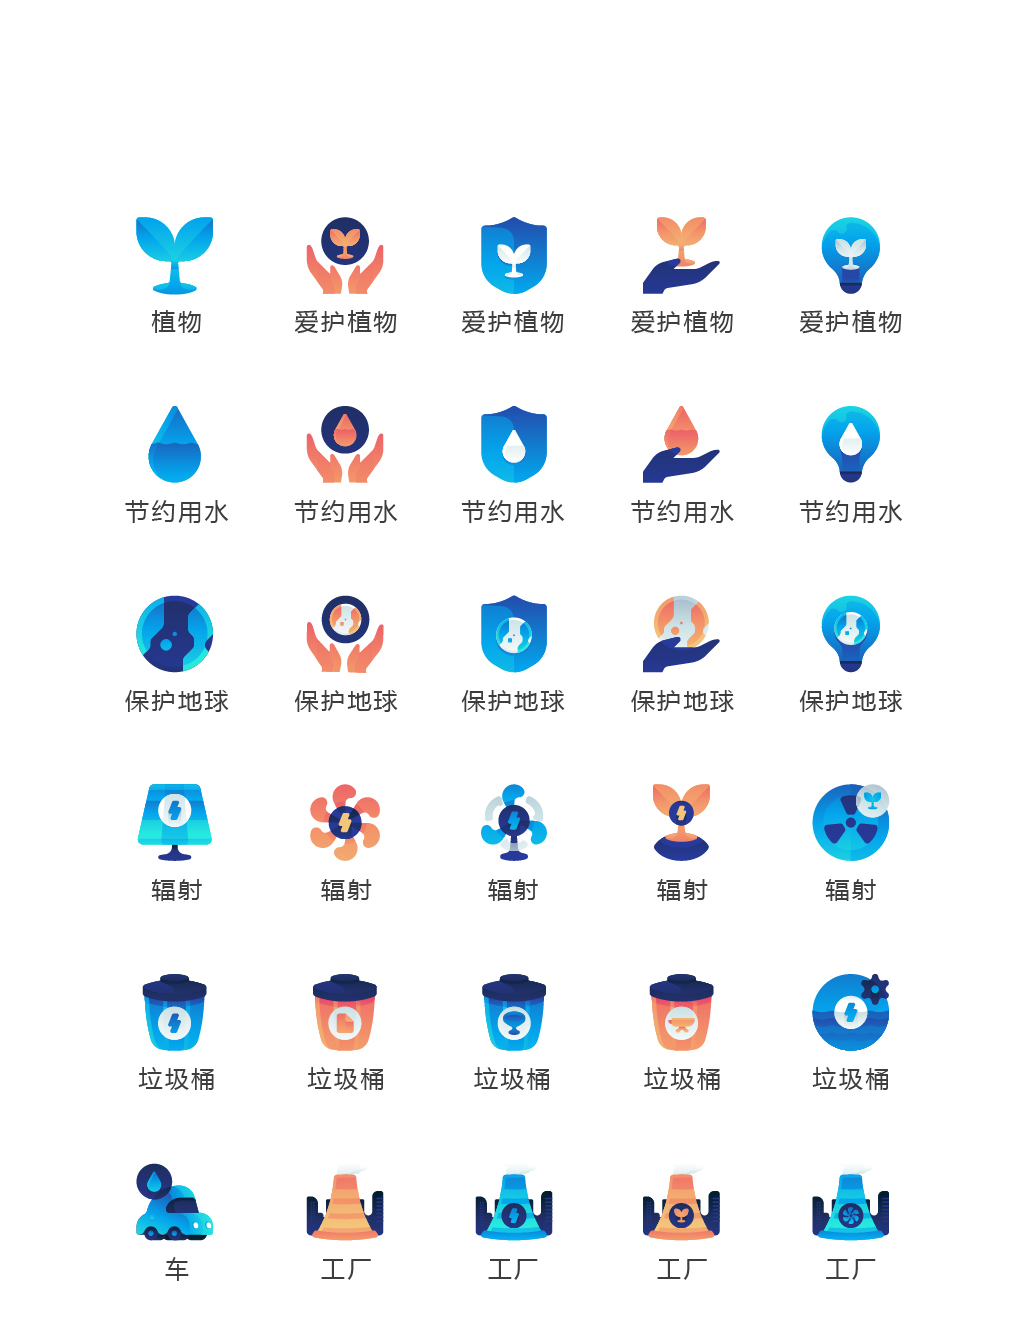 植物 爱护植物 爱护植物 爱护植物 爱护植物
节约用水 节约用水 节约用水 节约用水 节约用水
保护地球 保护地球 保护地球 保护地球 保护地球
辐射 辐射 辐射 辐射 辐射
垃圾桶 垃圾桶 垃圾桶 垃圾桶 垃圾桶
车 工厂 工厂 工厂 工厂